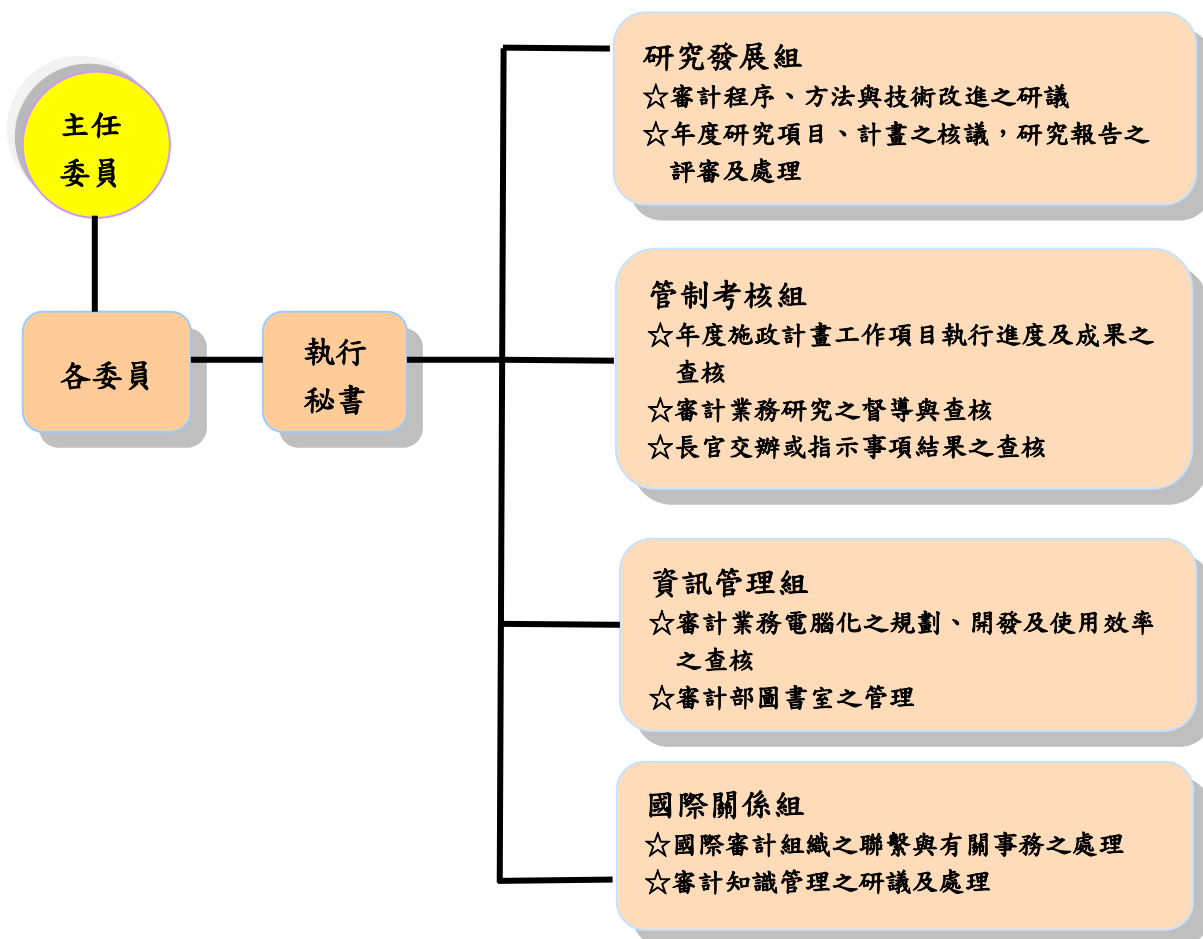 主任
委員
各委員
執行
秘書
研究發展組
☆審計程序、方法與技術改進之研議
☆年度研究項目、計畫之核議，研究報告之
評審及處理
管制考核組
☆年度施政計畫工作項目執行進度及成果之
查核
☆審計業務研究之督導與查核
☆長官交辦或指示事項結果之查核
資訊管理組
☆審計業務電腦化之規劃、開發及使用效率
之查核
☆審計部圖書室之管理
國際關係組
☆國際審計組織之聯繫與有關事務之處理
☆審計知識管理之研議及處理